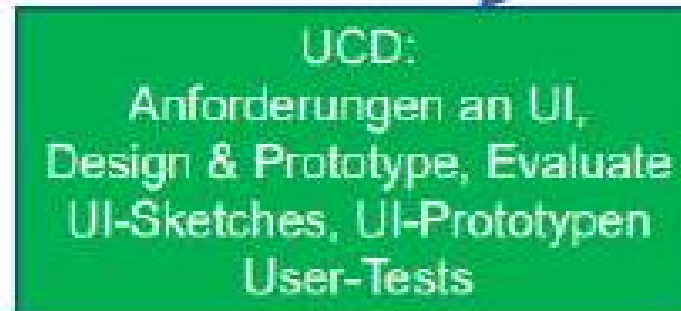 UCD:
Anforderungen an UI,
Design & Prototype, Evaluate
UI-Sketches, UI-Prototypen
User-Tests